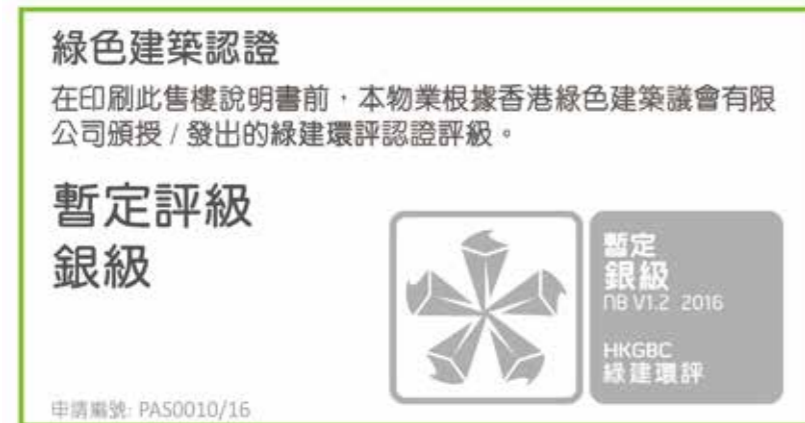 綠色建築認證
在印刷此售樓說明書前，本物業根據香港綠色建築議會有限
公司頒授 / 發出的綠建環評認證評級。
暫定評級
銀級
暫定
銀級
NB V1.2 2016
HKGBC
綠建環評
申請編號: PAS0010/16